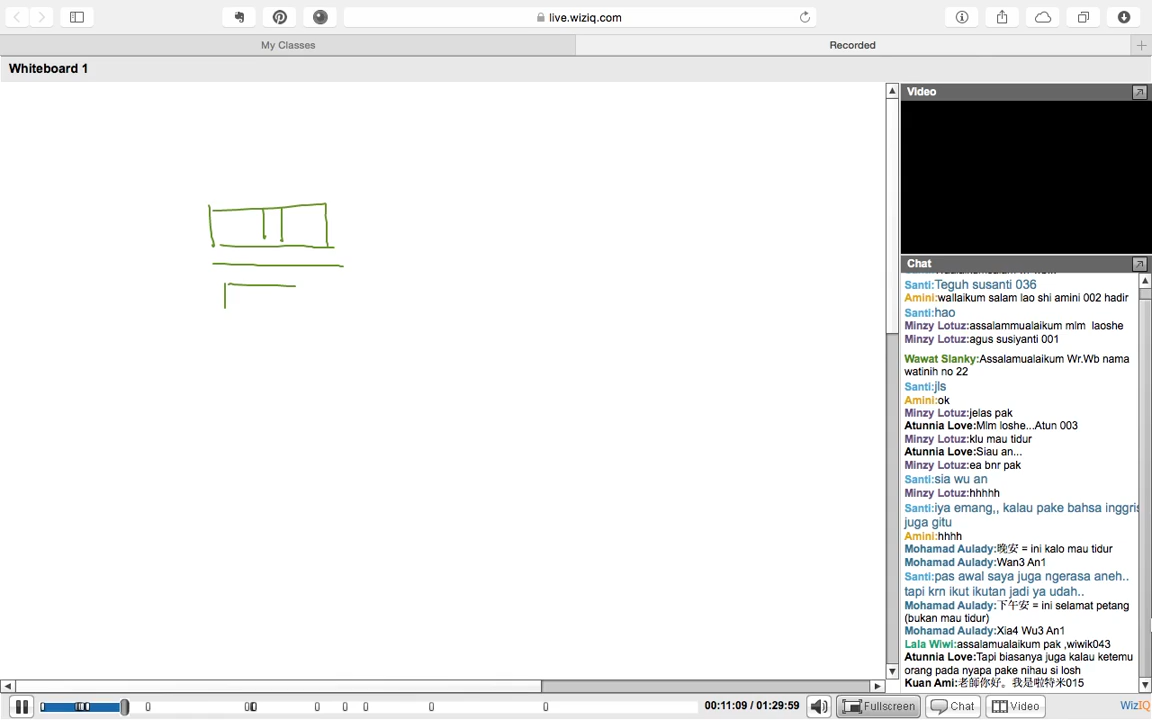 live.wiziq.com
My Classes
Recorded
Whiteboard 1
Video
Chat
Santi:Teguh susanti 036
Amini:wallaikum salam lao shi amini 002 hadir
Santi:hao
Minzy Lotuz:assalammualaikum mlm laoshe
Minzy Lotuz:agus susiyanti 001
Wawat Slanky:Assalamualaikum Wr.Wb nama
watinih no 22
Santi:jls
Amini:ok
Minzy Lotuz:jelas pak
Atunnia Love:Mlm loshe...Atun 003
Minzy Lotuz:klu mau tidur
Atunnia Love:Siau an...
Minzy Lotuz:ea bnr pak
Santi:sia wu an
Minzy Lotuz:hhhhh
Santi:iya emang,, kalau pake bahsa inggris
juga gitu
Amini:hhhh
Mohamad Aulady:晚安 = ini kalo mau tidur
Mohamad Aulady:Wan3 An1
Santi:pas awal saya juga ngerasa aneh..
tapi krn ikut ikutan jadi ya udah..
Mohamad Aulady:下午安 = ini selamat petang
(bukan mau tidur)
Mohamad Aulady:Xia4 Wu3 An1
Lala Wiwi:assalamualaikum pak ,wiwik043
Atunnia Love:Tapi biasanya juga kalau ketemu
orang pada nyapa pake nihau si losh
Kuan Ami:老師你好。我是啦特米015
00:11:09 / 01:29:59
Fullscreen
Chat
Video
WizIQ